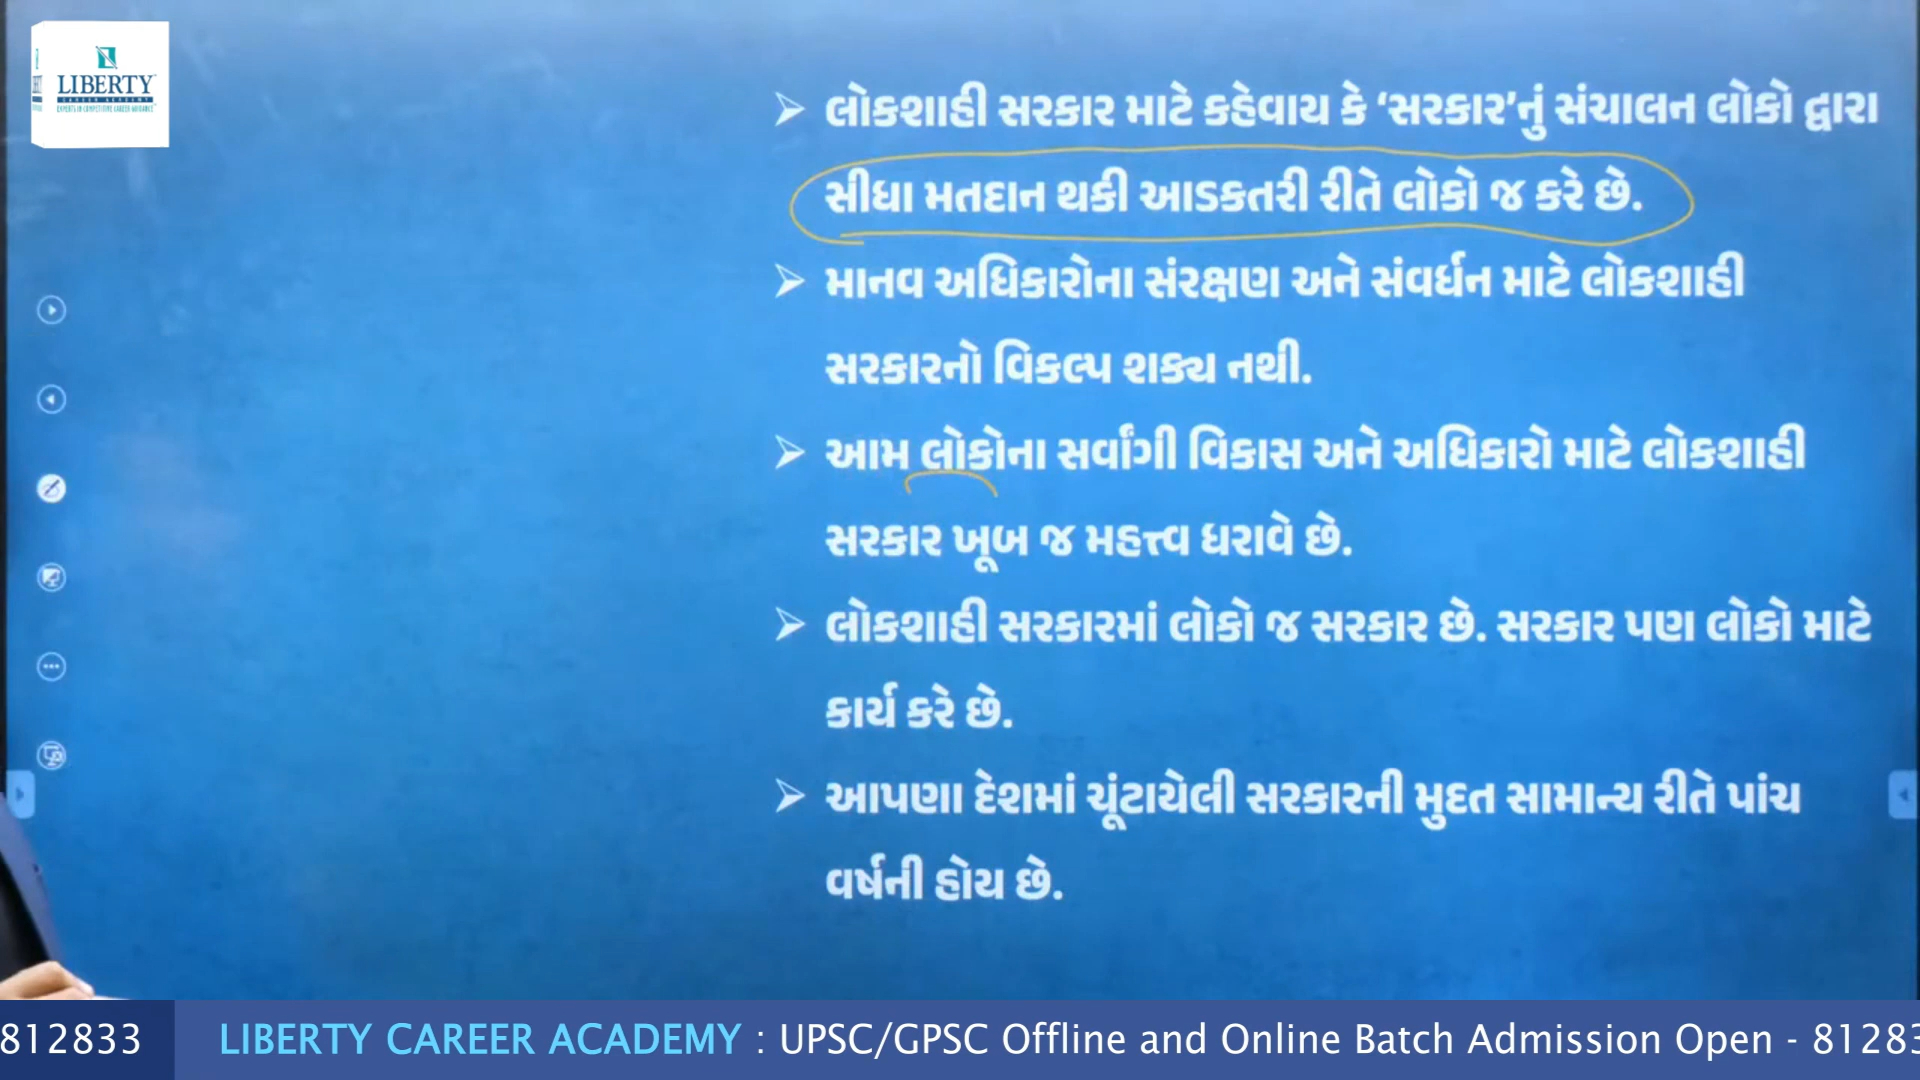 LIBERTY
CAREER ACADEMY
લોકશાહી સરકાર માટે કહેવાય કે ‘સરકાર’નું સંચાલન લોકો દ્વારા
સીધા મતદાન થકી આડકતરી રીતે લોકો જ કરે છે.
માનવ અધિકારોના સંરક્ષણ અને સંવર્ધન માટે લોકશાહી
સરકારનો વિકલ્પ શક્ય નથી.
આમ લોકોના સર્વાંગી વિકાસ અને અધિકારો માટે લોકશાહી
સરકાર ખૂબ જ મહત્ત્વ ધરાવે છે.
લોકશાહી સરકારમાં લોકો જ સરકાર છે. સરકાર પણ લોકો માટે
કાર્ય કરે છે.
આપણા દેશમાં ચૂંટાયેલી સરકારની મુદત સામાન્ય રીતે પાંચ
વર્ષની હોય છે.
812833 LIBERTY CAREER ACADEMY : UPSC/GPSC Offline and Online Batch Admission Open - 8128